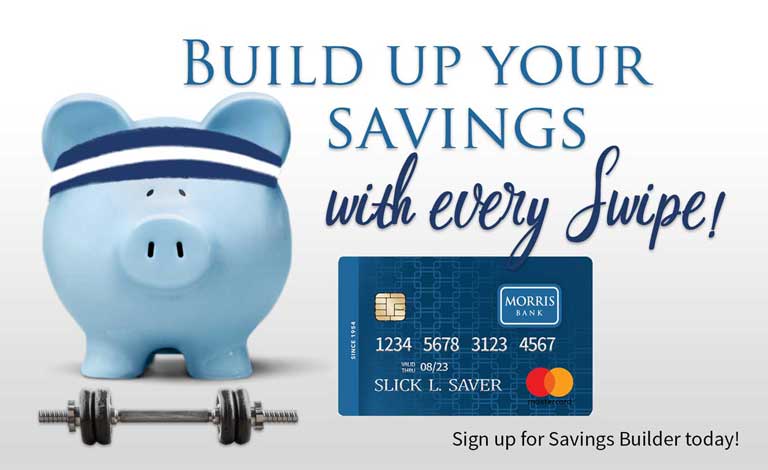 BUILD UP YOUR
SAVINGS
with every Swipe!
SINCE 1954
MORRIS
BANK
1234 5678 3123 4567
VALID
THRU 08/23
SLICK L. SAVER
mastercard
Sign up for Savings Builder today!